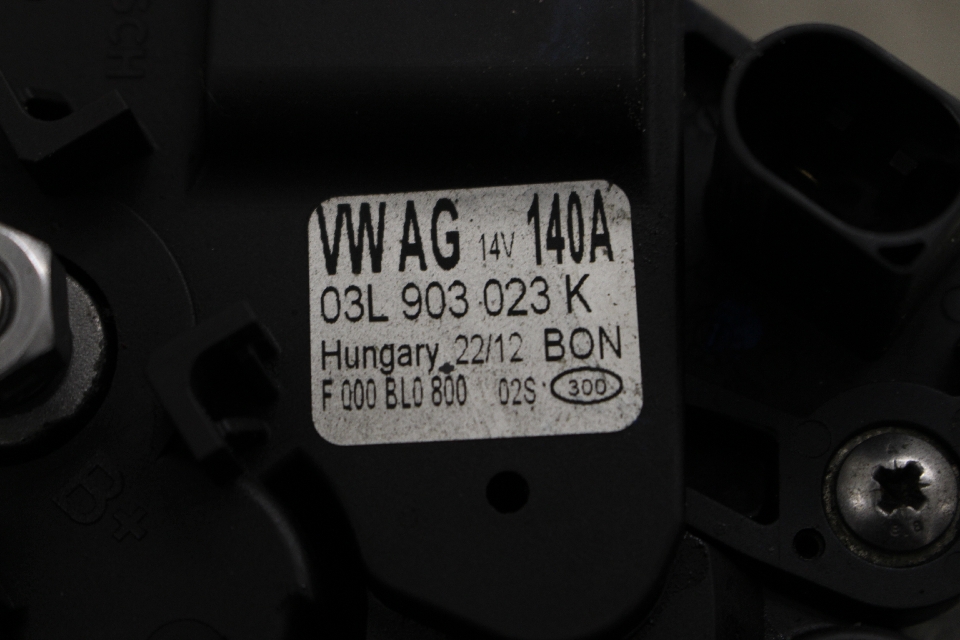 VW AG 14V 140A
03L 903 023 K
Hungary 22/12 BON
F 000 BL0 800 02S 300
B+